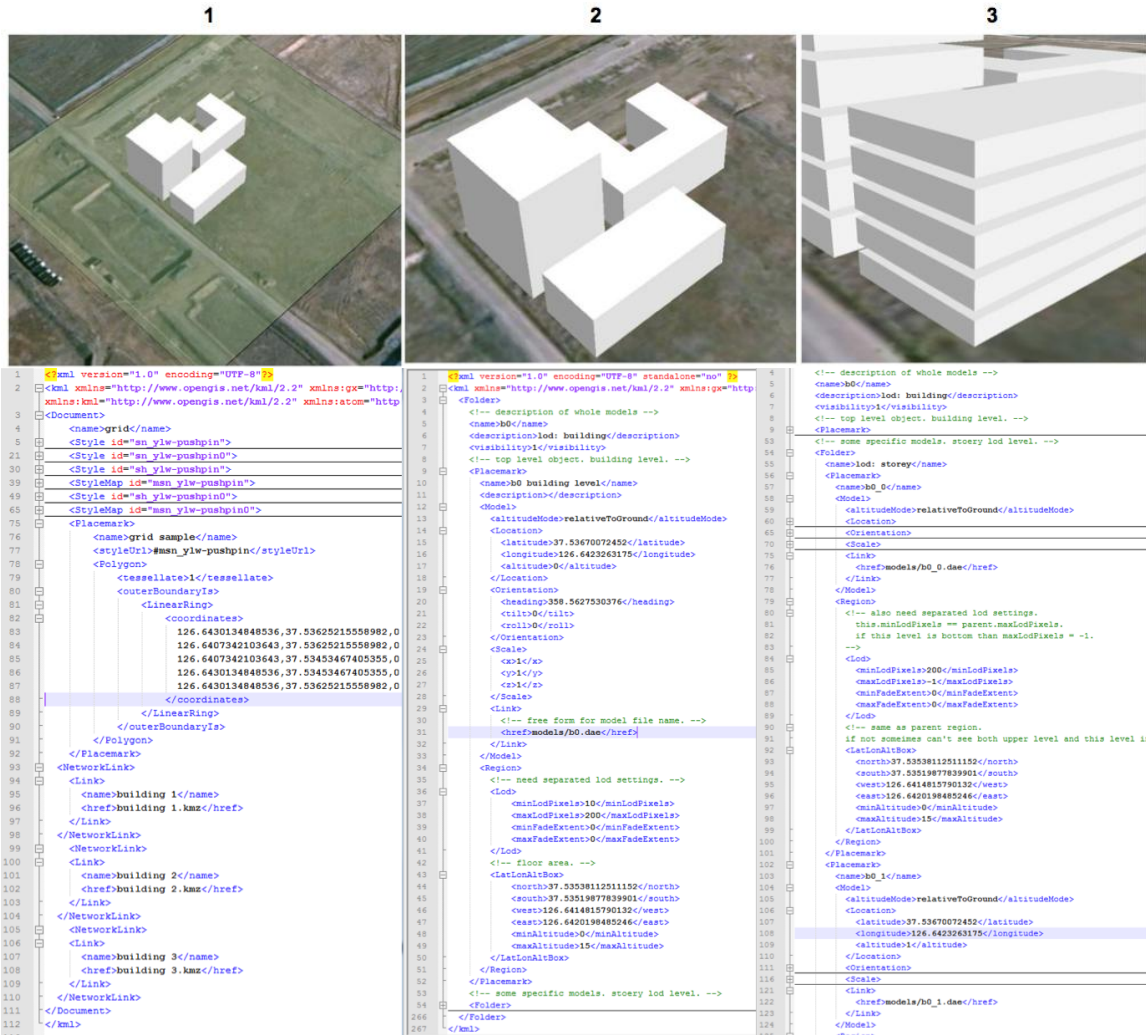 1
2
3
<?xml version="1.0" encoding="UTF-8"?>
<kml xmlns="http://www.opengis.net/kml/2.2" xmlns:gx="http:/
xmlns:kml="http://www.opengis.net/kml/2.2" xmlns:atom="http
<Document>
<name>grid</name>
<Style id="sn_ylw-pushpin">
<Style id="sn_ylw-pushpin0">
<Style id="sh_ylw-pushpin">
<StyleMap id="msn_ylw-pushpin">
<Style id="sh_ylw-pushpin0">
<StyleMap id="msn_ylw-pushpin0">
<Placemark>
<name>grid sample</name>
<styleUrl>#msn_ylw-pushpin</styleUrl>
<Polygon>
<tessellate>1</tessellate>
<outerBoundaryIs>
<LinearRing>
<coordinates>
126.6430134848536,37.53625215558982,0
126.6407342103643,37.53625215558982,0
126.6407342103643,37.53453467405355,0
126.6430134848536,37.53453467405355,0
126.6430134848536,37.53625215558982,0
</coordinates>
</LinearRing>
</outerBoundaryIs>
</Polygon>
</Placemark>
<NetworkLink>
<Link>
<name>building 1</name>
<href>building 1.kmz</href>
</Link>
</NetworkLink>
<NetworkLink>
<Link>
<name>building 2</name>
<href>building 2.kmz</href>
</Link>
</NetworkLink>
<NetworkLink>
<Link>
<name>building 3</name>
<href>building 3.kmz</href>
</Link>
</NetworkLink>
</Document>
</kml>
<?xml version="1.0" encoding="UTF-8" standalone="no" ?>
<kml xmlns="http://www.opengis.net/kml/2.2" xmlns:gx="http
<Folder>
<!-- description of whole models -->
<name>b0</name>
<description>lod: building</description>
<visibility>1</visibility>
<!-- top level object. building level. -->
<Placemark>
<name>b0 building level</name>
<description></description>
<Model>
<altitudeMode>relativeToGround</altitudeMode>
<Location>
<latitude>37.53670072452</latitude>
<longitude>126.6423263175</longitude>
<altitude>0</altitude>
</Location>
<Orientation>
<heading>358.5627530376</heading>
<tilt>0</tilt>
<roll>0</roll>
</Orientation>
<Scale>
<x>1</x>
<y>1</y>
<z>1</z>
</Scale>
<Link>
<!-- free form for model file name. -->
<href>models/b0.dae</href>
</Link>
</Model>
<Region>
<!-- need separated lod settings. -->
<Lod>
<minLodPixels>10</minLodPixels>
<maxLodPixels>200</maxLodPixels>
<minFadeExtent>0</minFadeExtent>
<maxFadeExtent>0</maxFadeExtent>
</Lod>
<!-- floor area. -->
<LatLonAltBox>
<north>37.53538112511152</north>
<south>37.53519877839901</south>
<west>126.6414815790132</west>
<east>126.6420198485246</east>
<minAltitude>0</minAltitude>
<maxAltitude>15</maxAltitude>
</LatLonAltBox>
</Region>
</Placemark>
<!-- some specific models. stoery lod level. -->
<Folder>
</Folder>
</kml>
<!-- description of whole models -->
<name>b0</name>
<description>lod: building</description>
<visibility>1</visibility>
<!-- top level object. building level. -->
<Placemark>
<!-- some specific models. stoery lod level. -->
<Folder>
<name>lod: storey</name>
<Placemark>
<name>b0_0</name>
<Model>
<altitudeMode>relativeToGround</altitudeMode>
<Location>
<Orientation>
<Scale>
<Link>
<href>models/b0_0.dae</href>
</Link>
</Model>
<Region>
<!-- also need separated lod settings.
this.minLodPixels == parent.maxLodPixels.
if this level is bottom than maxLodPixels = -1.
-->
<Lod>
<minLodPixels>200</minLodPixels>
<maxLodPixels>-1</maxLodPixels>
<minFadeExtent>0</minFadeExtent>
<maxFadeExtent>0</maxFadeExtent>
</Lod>
<!-- same as parent region.
if not someimes can't see both upper level and this level i
<LatLonAltBox>
<north>37.53538112511152</north>
<south>37.53519877839901</south>
<west>126.6414815790132</west>
<east>126.6420198485246</east>
<minAltitude>0</minAltitude>
<maxAltitude>15</maxAltitude>
</LatLonAltBox>
</Region>
</Placemark>
<Placemark>
<name>b0_1</name>
<Model>
<altitudeMode>relativeToGround</altitudeMode>
<Location>
<latitude>37.53670072452</latitude>
<longitude>126.6423263175</longitude>
<altitude>1</altitude>
</Location>
<Orientation>
<Scale>
<Link>
<href>models/b0_1.dae</href>
</Link>
</Model>